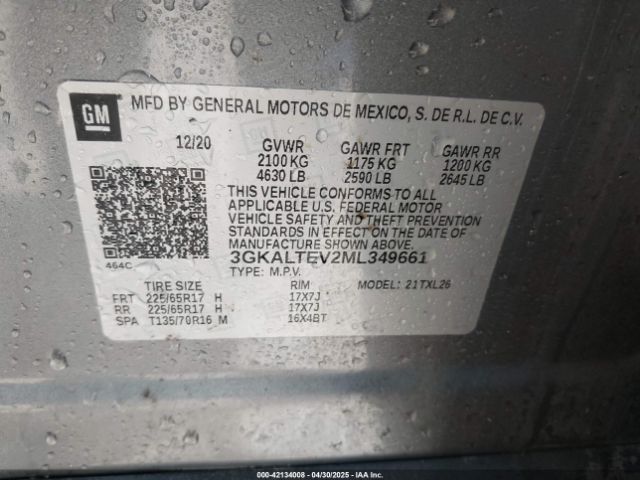 GM
MFD BY GENERAL MOTORS DE MEXICO, S. DE R.L. DE C.V.
12/20 GVWR GAWR FRT GAWR RR
2100 KG 1175 KG 1200 KG
4630 LB 2590 LB 2645 LB
THIS VEHICLE CONFORMS TO ALL
APPLICABLE U.S. FEDERAL MOTOR
VEHICLE SAFETY AND THEFT PREVENTION
STANDARDS IN EFFECT ON THE DATE OF
MANUFACTURE SHOWN ABOVE.
464C 3GKALTEV2ML349661
TYPE: M.P.V. MODEL: 21TXL26
TIRE SIZE RIM
FRT 225/65R17 H 17X7J
RR 225/65R17 H 17X7J
SPA T135/70R16 M 16X4BT
000-42134008 - 04/30/2025 - IAAI.COM